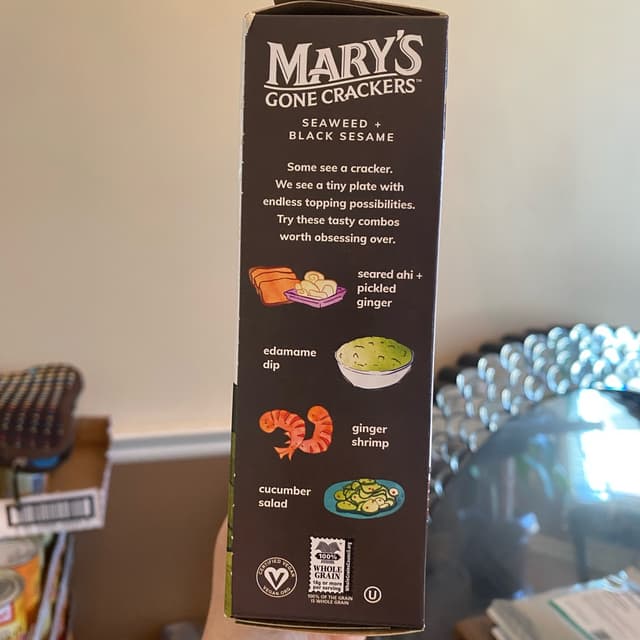 MARY'S
GONE CRACKERS™
SEAWEED +
BLACK SESAME
Some see a cracker.
We see a tiny plate with
endless topping possibilities.
Try these tasty combos
worth obsessing over.
seared ahi +
pickled
ginger
edamame
dip
ginger
shrimp
cucumber
salad
CERTIFIED VEGAN
VEGAN.ORG
100%
WHOLE
GRAIN
16g or more
per serving
100% OF THE GRAIN
IS WHOLE GRAIN
U